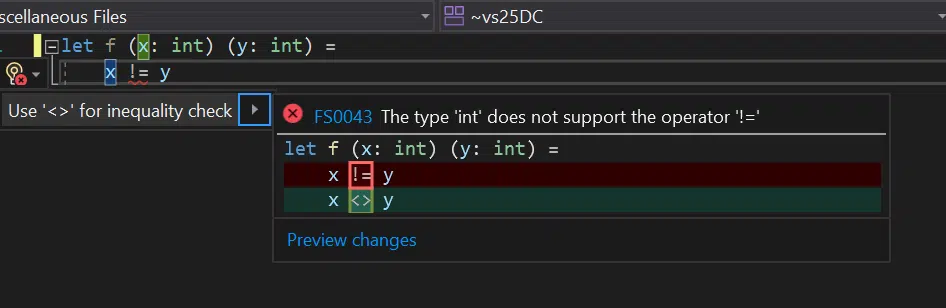 scellaneous Files
~vs25DC
let f (x: int) (y: int) =
x != y
Use '<>' for inequality check
FS0043 The type 'int' does not support the operator '!='
let f (x: int) (y: int) =
x != y
x <> y
Preview changes